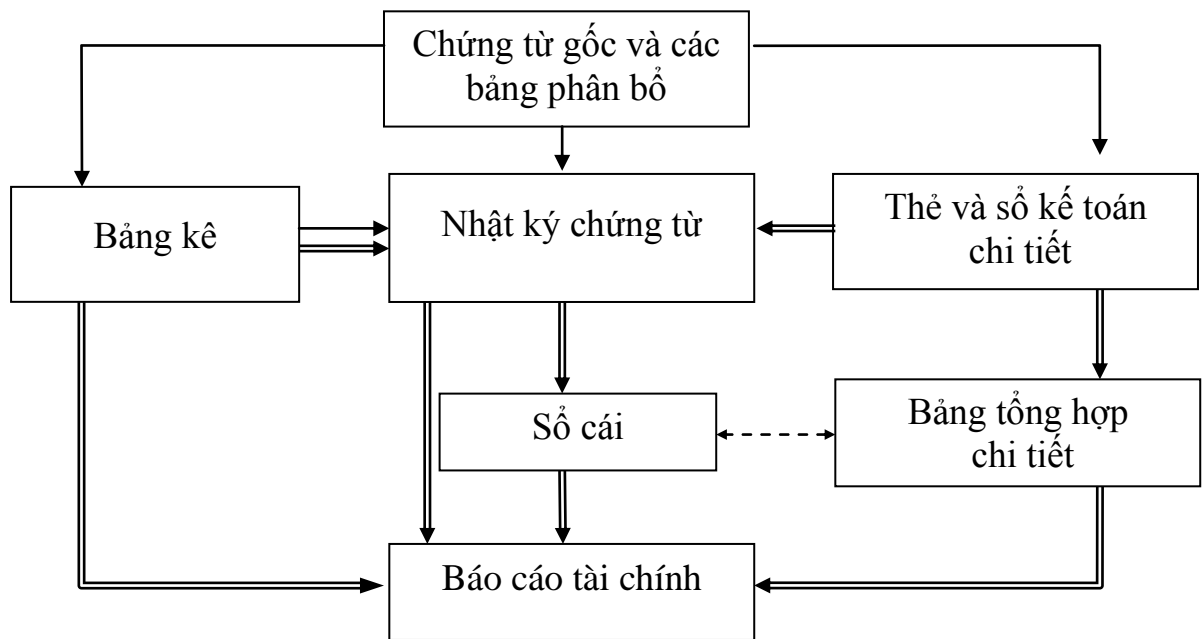 Chứng từ gốc và các
bảng phân bổ
Bảng kê
Nhật ký chứng từ
Thẻ và sổ kế toán
chi tiết
Sổ cái
Bảng tổng hợp
chi tiết
Báo cáo tài chính